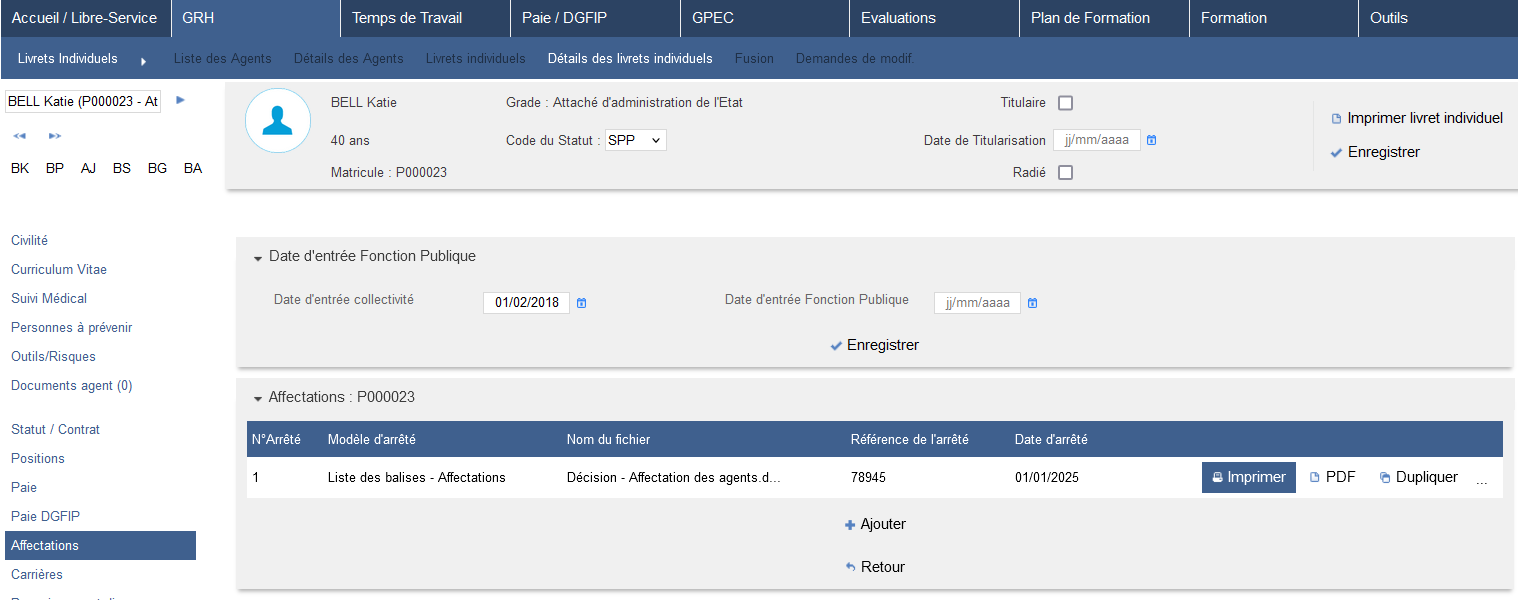 Accueil / Libre-Service GRH Temps de Travail Paie / DGFIP GPEC Evaluations Plan de Formation Formation Outils
Livrets Individuels Liste des Agents Détails des Agents Livrets individuels Détails des livrets individuels Fusion Demandes de modif.
BELL Katie (P000023 - At
BK BP AJ BS BG BA
BELL Katie Grade : Attaché d'administration de l'Etat Titulaire
40 ans Code du Statut : SPP Date de Titularisation jj/mm/aaaa
Matricule : P000023 Radié
Imprimer livret individuel
Enregistrer
Civilité
Curriculum Vitae
Suivi Médical
Personnes à prévenir
Outils/Risques
Documents agent (0)
Statut / Contrat
Positions
Paie
Paie DGFIP
Affectations
Carrières
Date d'entrée Fonction Publique
Date d'entrée collectivité 01/02/2018 Date d'entrée Fonction Publique jj/mm/aaaa
Enregistrer
Affectations : P000023
N°Arrêté Modèle d'arrêté Nom du fichier Référence de l'arrêté Date d'arrêté
1 Liste des balises - Affectations Décision - Affectation des agents.d... 78945 01/01/2025 Imprimer PDF Dupliquer ...
Ajouter
Retour